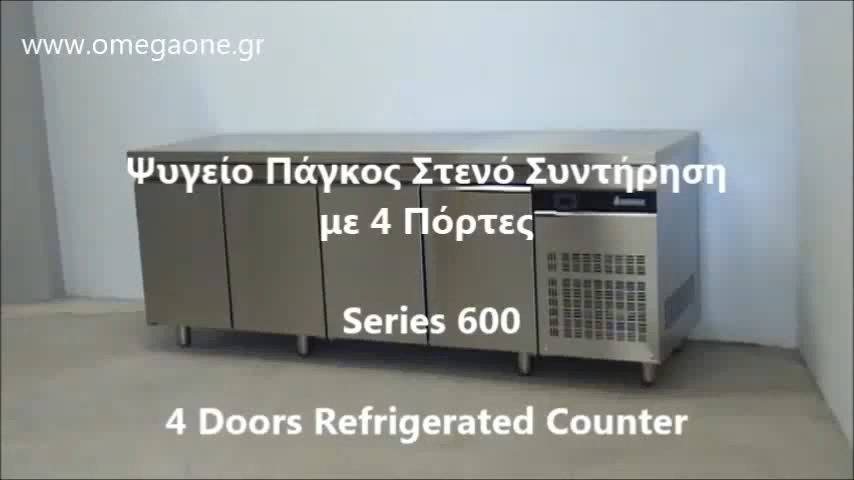 www.omegaone.gr
Ψυγείο Πάγκος Στενό Συντήρηση
με 4 Πόρτες
Series 600
4 Doors Refrigerated Counter